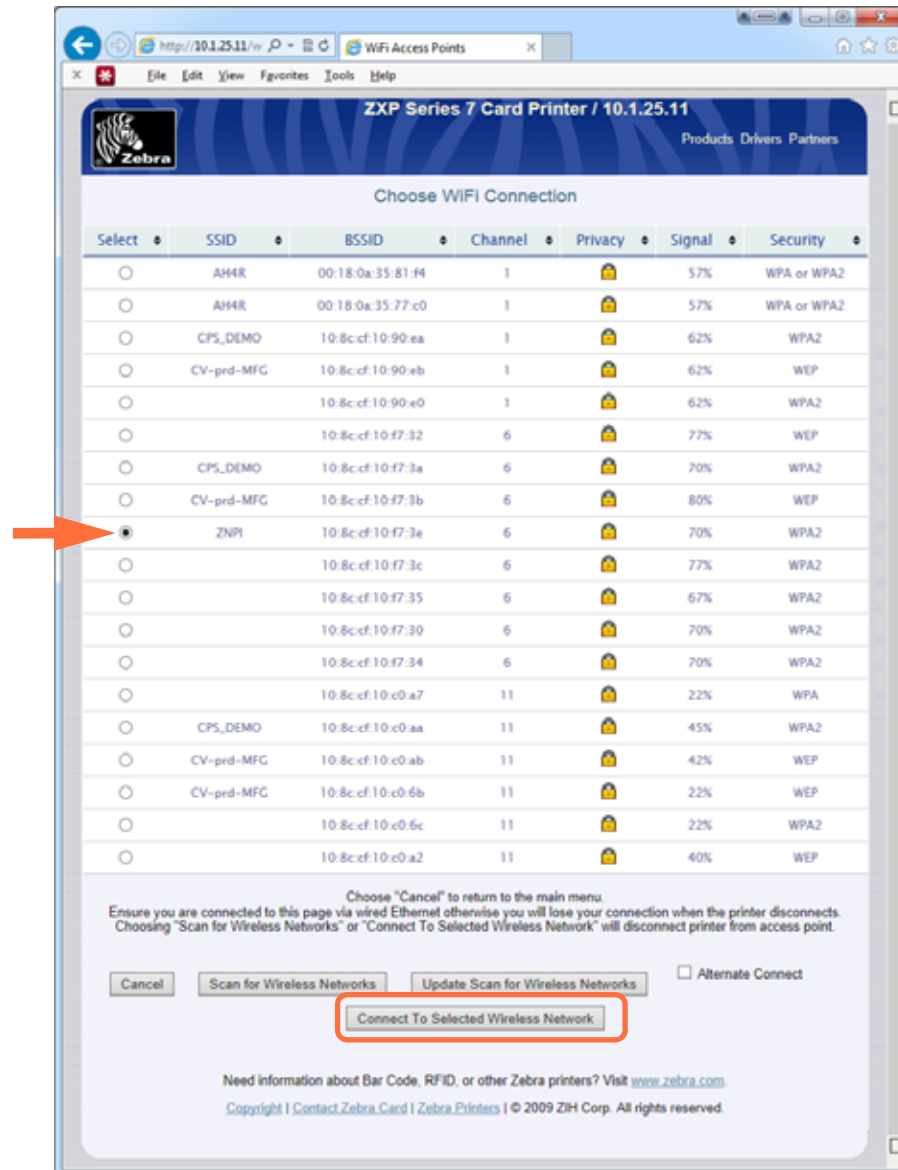 http://10.1.25.11/w
WiFi Access Points
File Edit View Favorites Tools Help
ZXP Series 7 Card Printer / 10.1.25.11
Zebra
Products Drivers Partners
Choose WiFi Connection
Select SSID BSSID Channel Privacy Signal Security
AH4R 00:18:0a:35:81:f4 1 57% WPA or WPA2
AH4R 00:18:0a:35:77:c0 1 57% WPA or WPA2
CPS_DEMO 10:8c:cf:10:90:ea 1 62% WPA2
CV-prd-MFG 10:8c:cf:10:90:eb 1 62% WEP
10:8c:cf:10:90:e0 1 62% WPA2
10:8c:cf:10:f7:32 6 77% WEP
CPS_DEMO 10:8c:cf:10:f7:3a 6 70% WPA2
CV-prd-MFG 10:8c:cf:10:f7:3b 6 80% WEP
ZNPI 10:8c:cf:10:f7:3e 6 70% WPA2
10:8c:cf:10:f7:3c 6 77% WPA2
10:8c:cf:10:f7:35 6 67% WPA2
10:8c:cf:10:f7:30 6 70% WPA2
10:8c:cf:10:f7:34 6 70% WPA2
10:8c:cf:10:c0:a7 11 22% WPA
CPS_DEMO 10:8c:cf:10:c0:aa 11 45% WPA2
CV-prd-MFG 10:8c:cf:10:c0:ab 11 42% WEP
CV-prd-MFG 10:8c:cf:10:c0:6b 11 22% WEP
10:8c:cf:10:c0:6c 11 22% WPA2
10:8c:cf:10:c0:a2 11 40% WEP
Choose "Cancel" to return to the main menu.
Ensure you are connected to this page via wired Ethernet otherwise you will lose your connection when the printer disconnects.
Choosing "Scan for Wireless Networks" or "Connect To Selected Wireless Network" will disconnect printer from access point.
Cancel Scan for Wireless Networks Update Scan for Wireless Networks Alternate Connect
Connect To Selected Wireless Network
Need information about Bar Code, RFID, or other Zebra printers? Visit www.zebra.com.
Copyright | Contact Zebra Card | Zebra Printers | © 2009 ZIH Corp. All rights reserved.